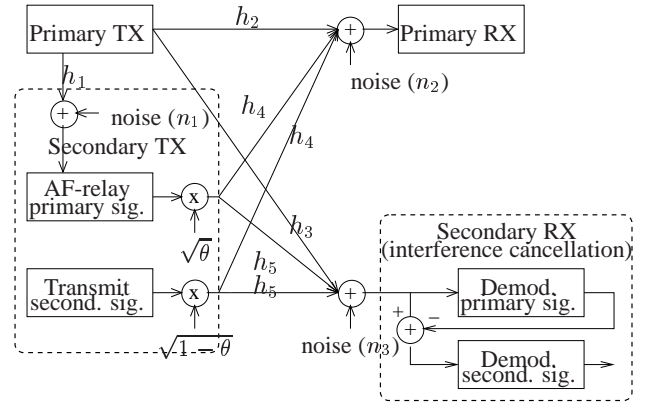 Primary TX
h₂
+
Primary RX
h₁
noise (n₂)
+
noise (n₁)
h₄
h₄
Secondary TX
AF-relay
primary sig.
x
√θ
h₃
Secondary RX
(interference cancellation)
h₅
Transmit
second. sig.
x
h₅
+
Demod.
primary sig.
+
−
+
√1 − θ
noise (n₃)
Demod.
second. sig.